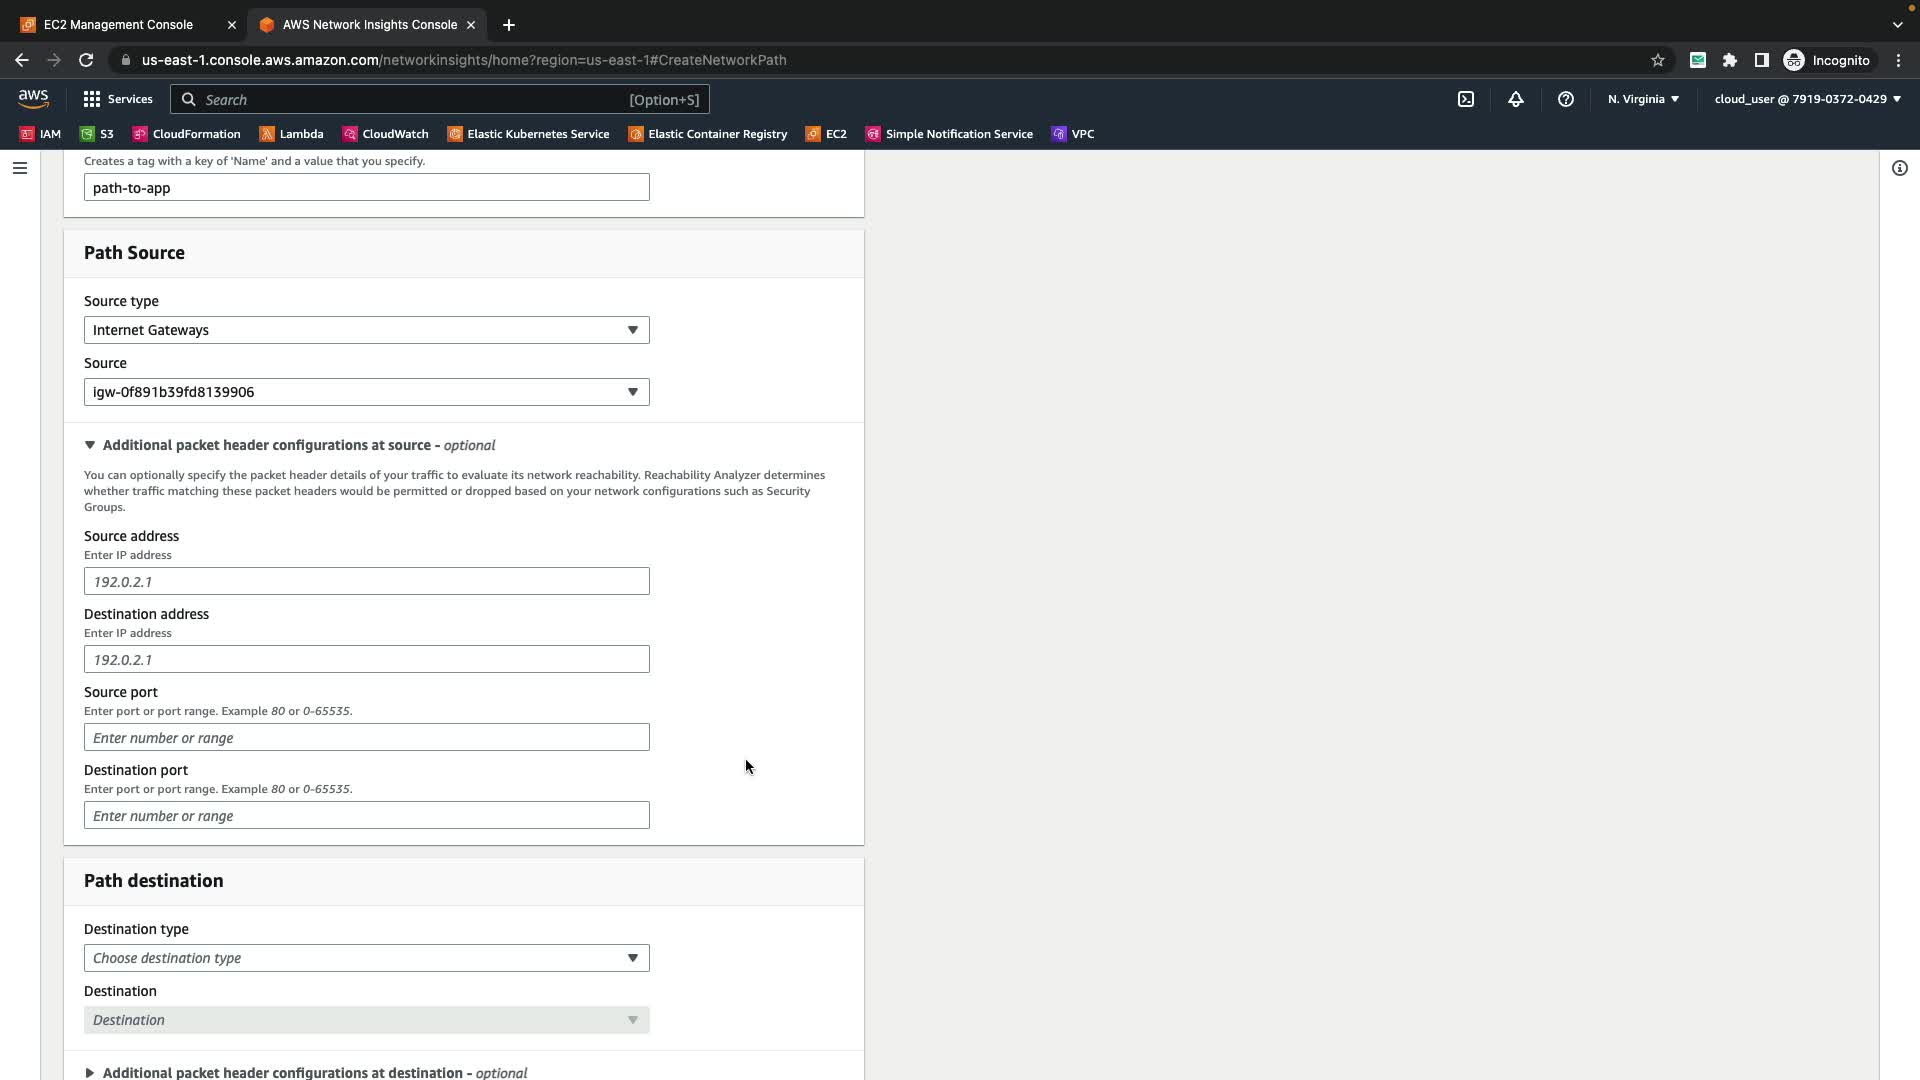 EC2 Management Console
AWS Network Insights Console
us-east-1.console.aws.amazon.com/networkinsights/home?region=us-east-1#CreateNetworkPath
Incognito
aws
Services
Search
[Option+S]
N. Virginia
cloud_user @ 7919-0372-0429
IAM
S3
CloudFormation
Lambda
CloudWatch
Elastic Kubernetes Service
Elastic Container Registry
EC2
Simple Notification Service
VPC
Creates a tag with a key of 'Name' and a value that you specify.
path-to-app
Path Source
Source type
Internet Gateways
Source
igw-0f891b39fd8139906
Additional packet header configurations at source - optional
You can optionally specify the packet header details of your traffic to evaluate its network reachability. Reachability Analyzer determines
whether traffic matching these packet headers would be permitted or dropped based on your network configurations such as Security
Groups.
Source address
Enter IP address
192.0.2.1
Destination address
Enter IP address
192.0.2.1
Source port
Enter port or port range. Example 80 or 0-65535.
Enter number or range
Destination port
Enter port or port range. Example 80 or 0-65535.
Enter number or range
Path destination
Destination type
Choose destination type
Destination
Destination
Additional packet header configurations at destination - optional